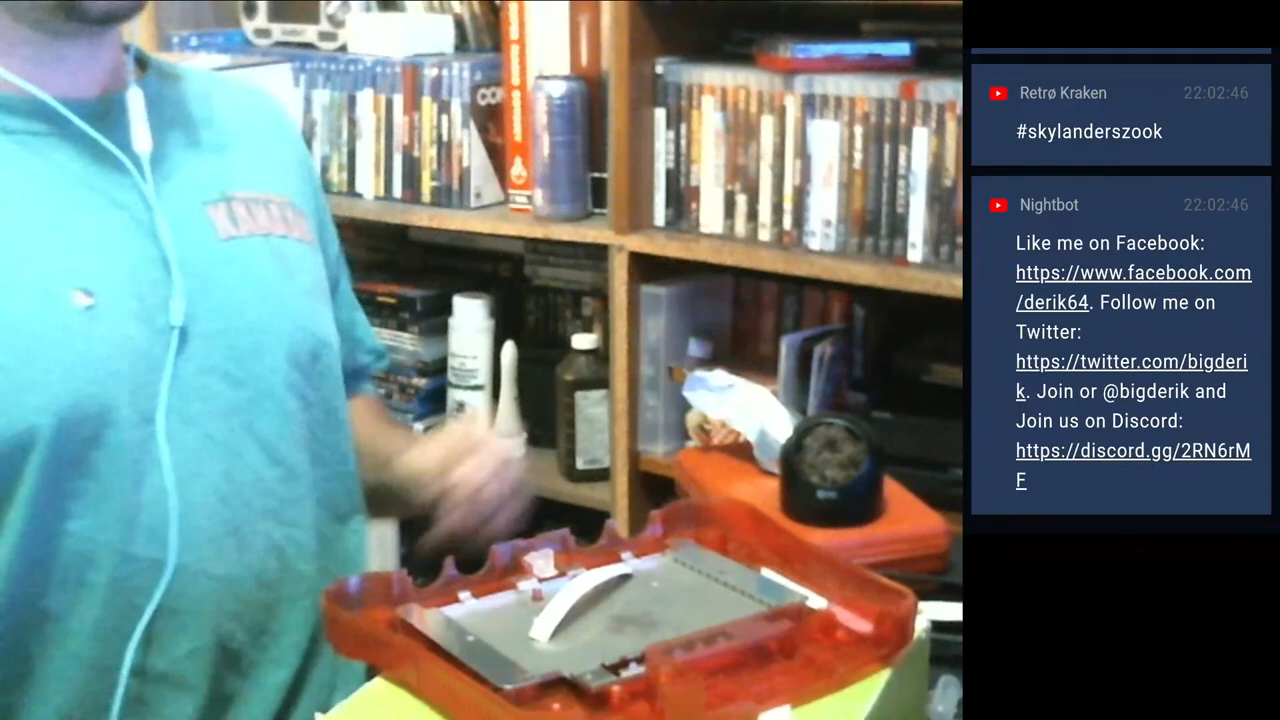 Retrø Kraken 22:02:46
#skylanderszook
Nightbot 22:02:46
Like me on Facebook:
https://www.facebook.com
/derik64. Follow me on
Twitter:
https://twitter.com/bigderi
k. Join or @bigderik and
Join us on Discord:
https://discord.gg/2RN6rM
F